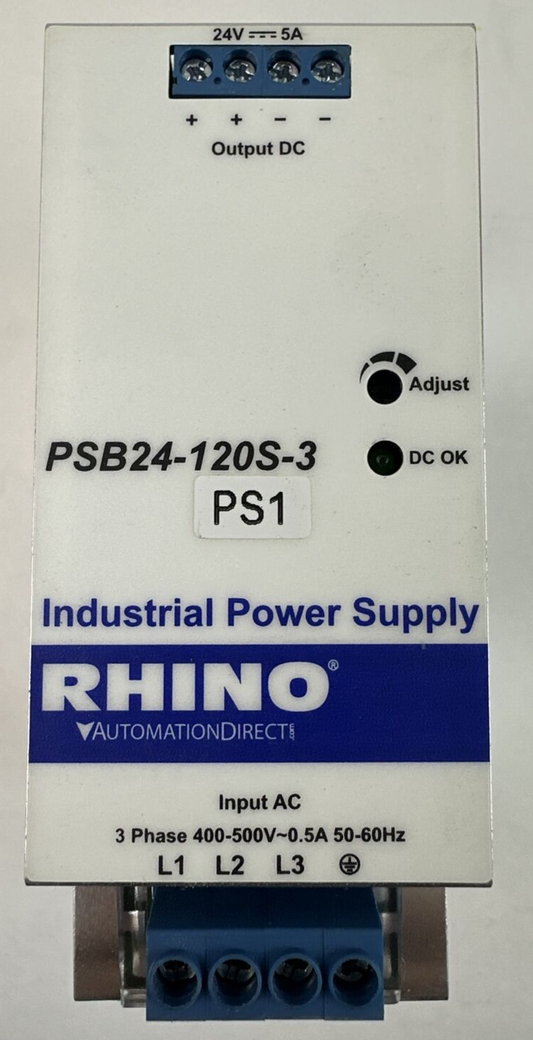 24V ⎓ 5A
+ + − −
Output DC
Adjust
PSB24-120S-3
DC OK
PS1
Industrial Power Supply
RHINO®
AUTOMATIONDIRECT.com
Input AC
3 Phase 400-500V~0.5A 50-60Hz
L1 L2 L3 ⏚